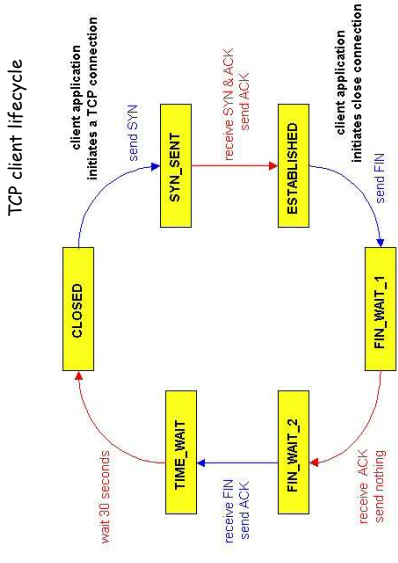 TCP client lifecycle
client application
initiates a TCP connection
send SYN
CLOSED
SYN_SENT
receive SYN & ACK
send ACK
ESTABLISHED
client application
initiates close connection
send FIN
FIN_WAIT_1
receive ACK
send nothing
FIN_WAIT_2
receive FIN
send ACK
TIME_WAIT
wait 30 seconds